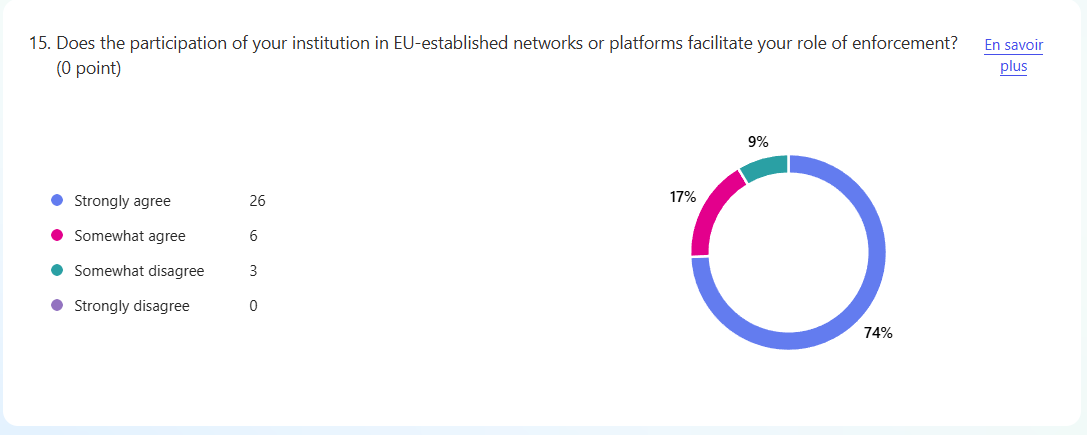 15. Does the participation of your institution in EU-established networks or platforms facilitate your role of enforcement?
(0 point)
En savoir
plus
Strongly agree 26
Somewhat agree 6
Somewhat disagree 3
Strongly disagree 0
9%
17%
74%